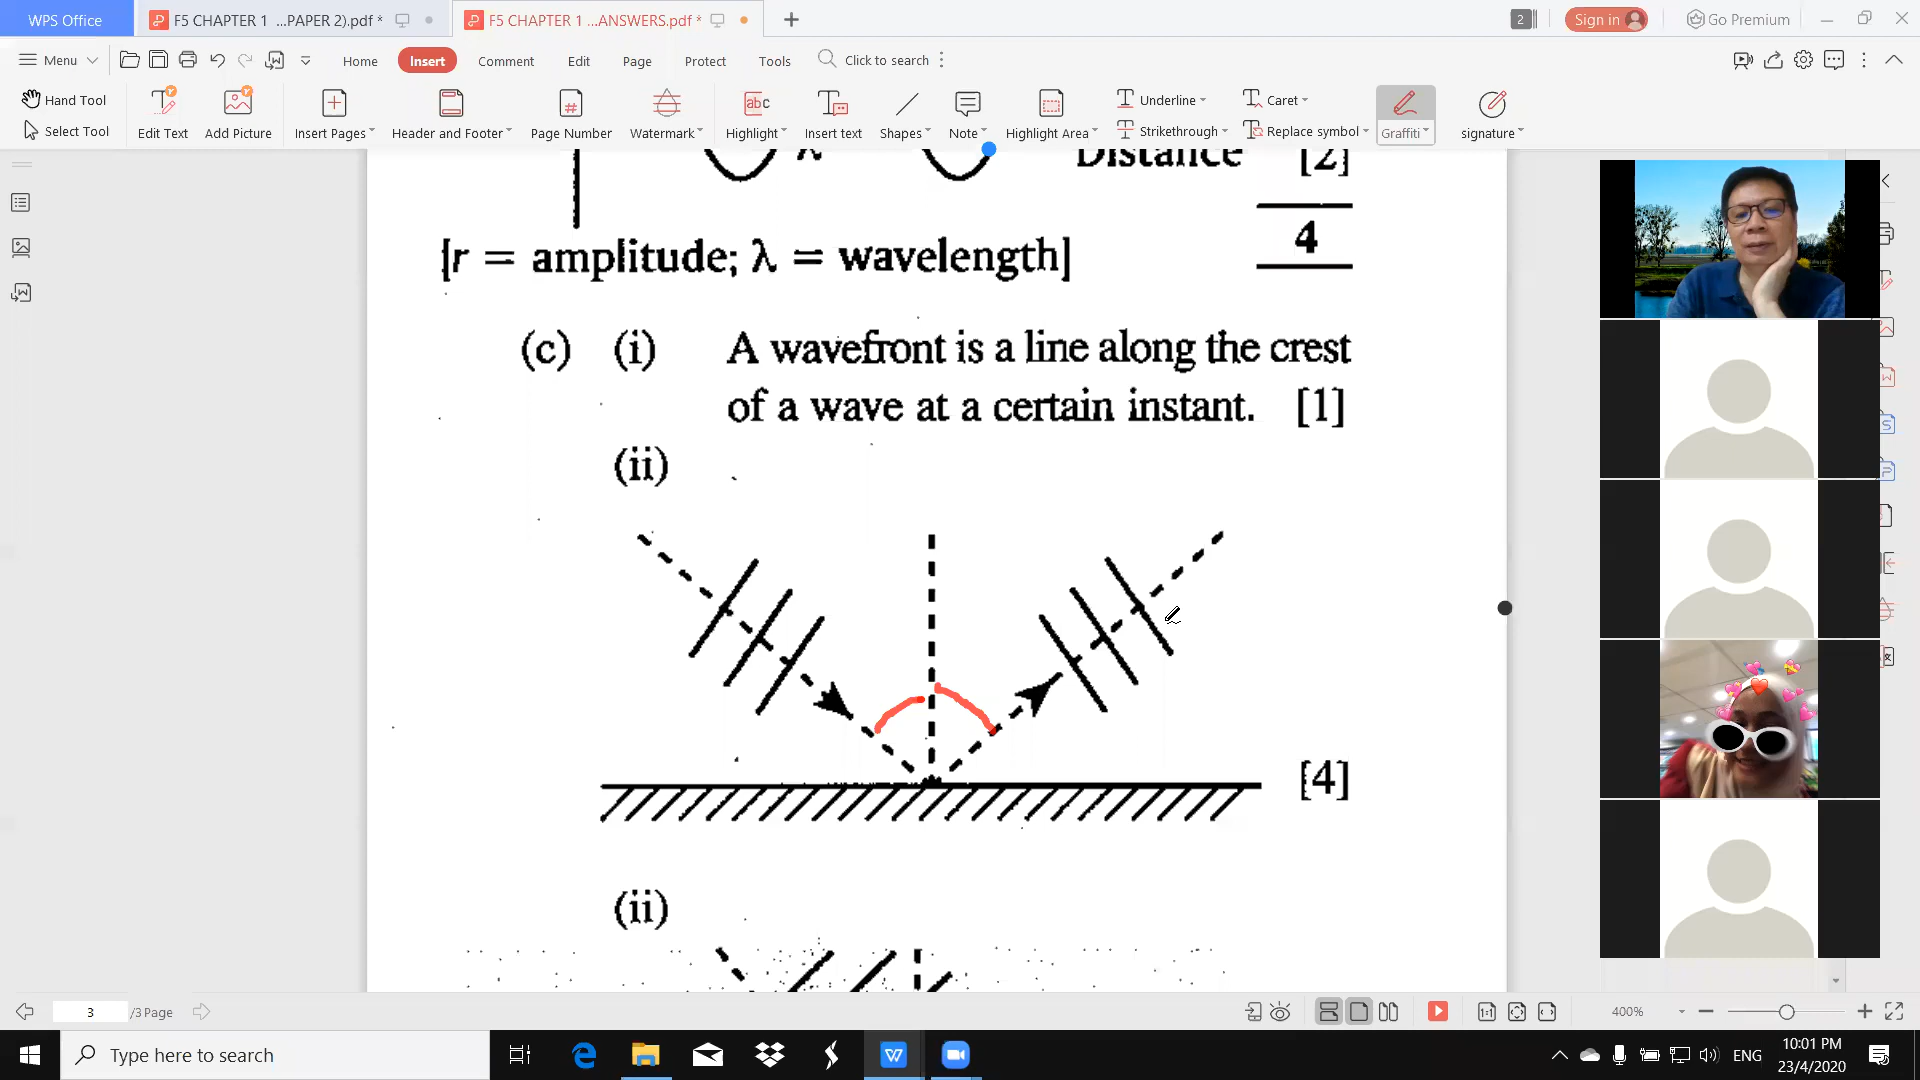 WPS Office
F5 CHAPTER 1 ...PAPER 2).pdf *
F5 CHAPTER 1 ...ANSWERS.pdf *
2
Sign in
Go Premium
Menu
Home
Insert
Comment
Edit
Page
Protect
Tools
Click to search
Hand Tool
Select Tool
Edit Text
Add Picture
Insert Pages
Header and Footer
Page Number
Watermark
abc
Highlight
Insert text
Shapes
Note
Highlight Area
Underline
Strikethrough
Caret
Replace symbol
Graffiti
signature
λ
Distance [2]
4
[r = amplitude; λ = wavelength]
(c) (i) A wavefront is a line along the crest
of a wave at a certain instant. [1]
(ii)
[4]
(ii)
3
/3 Page
400%
Type here to search
ENG
10:01 PM
23/4/2020